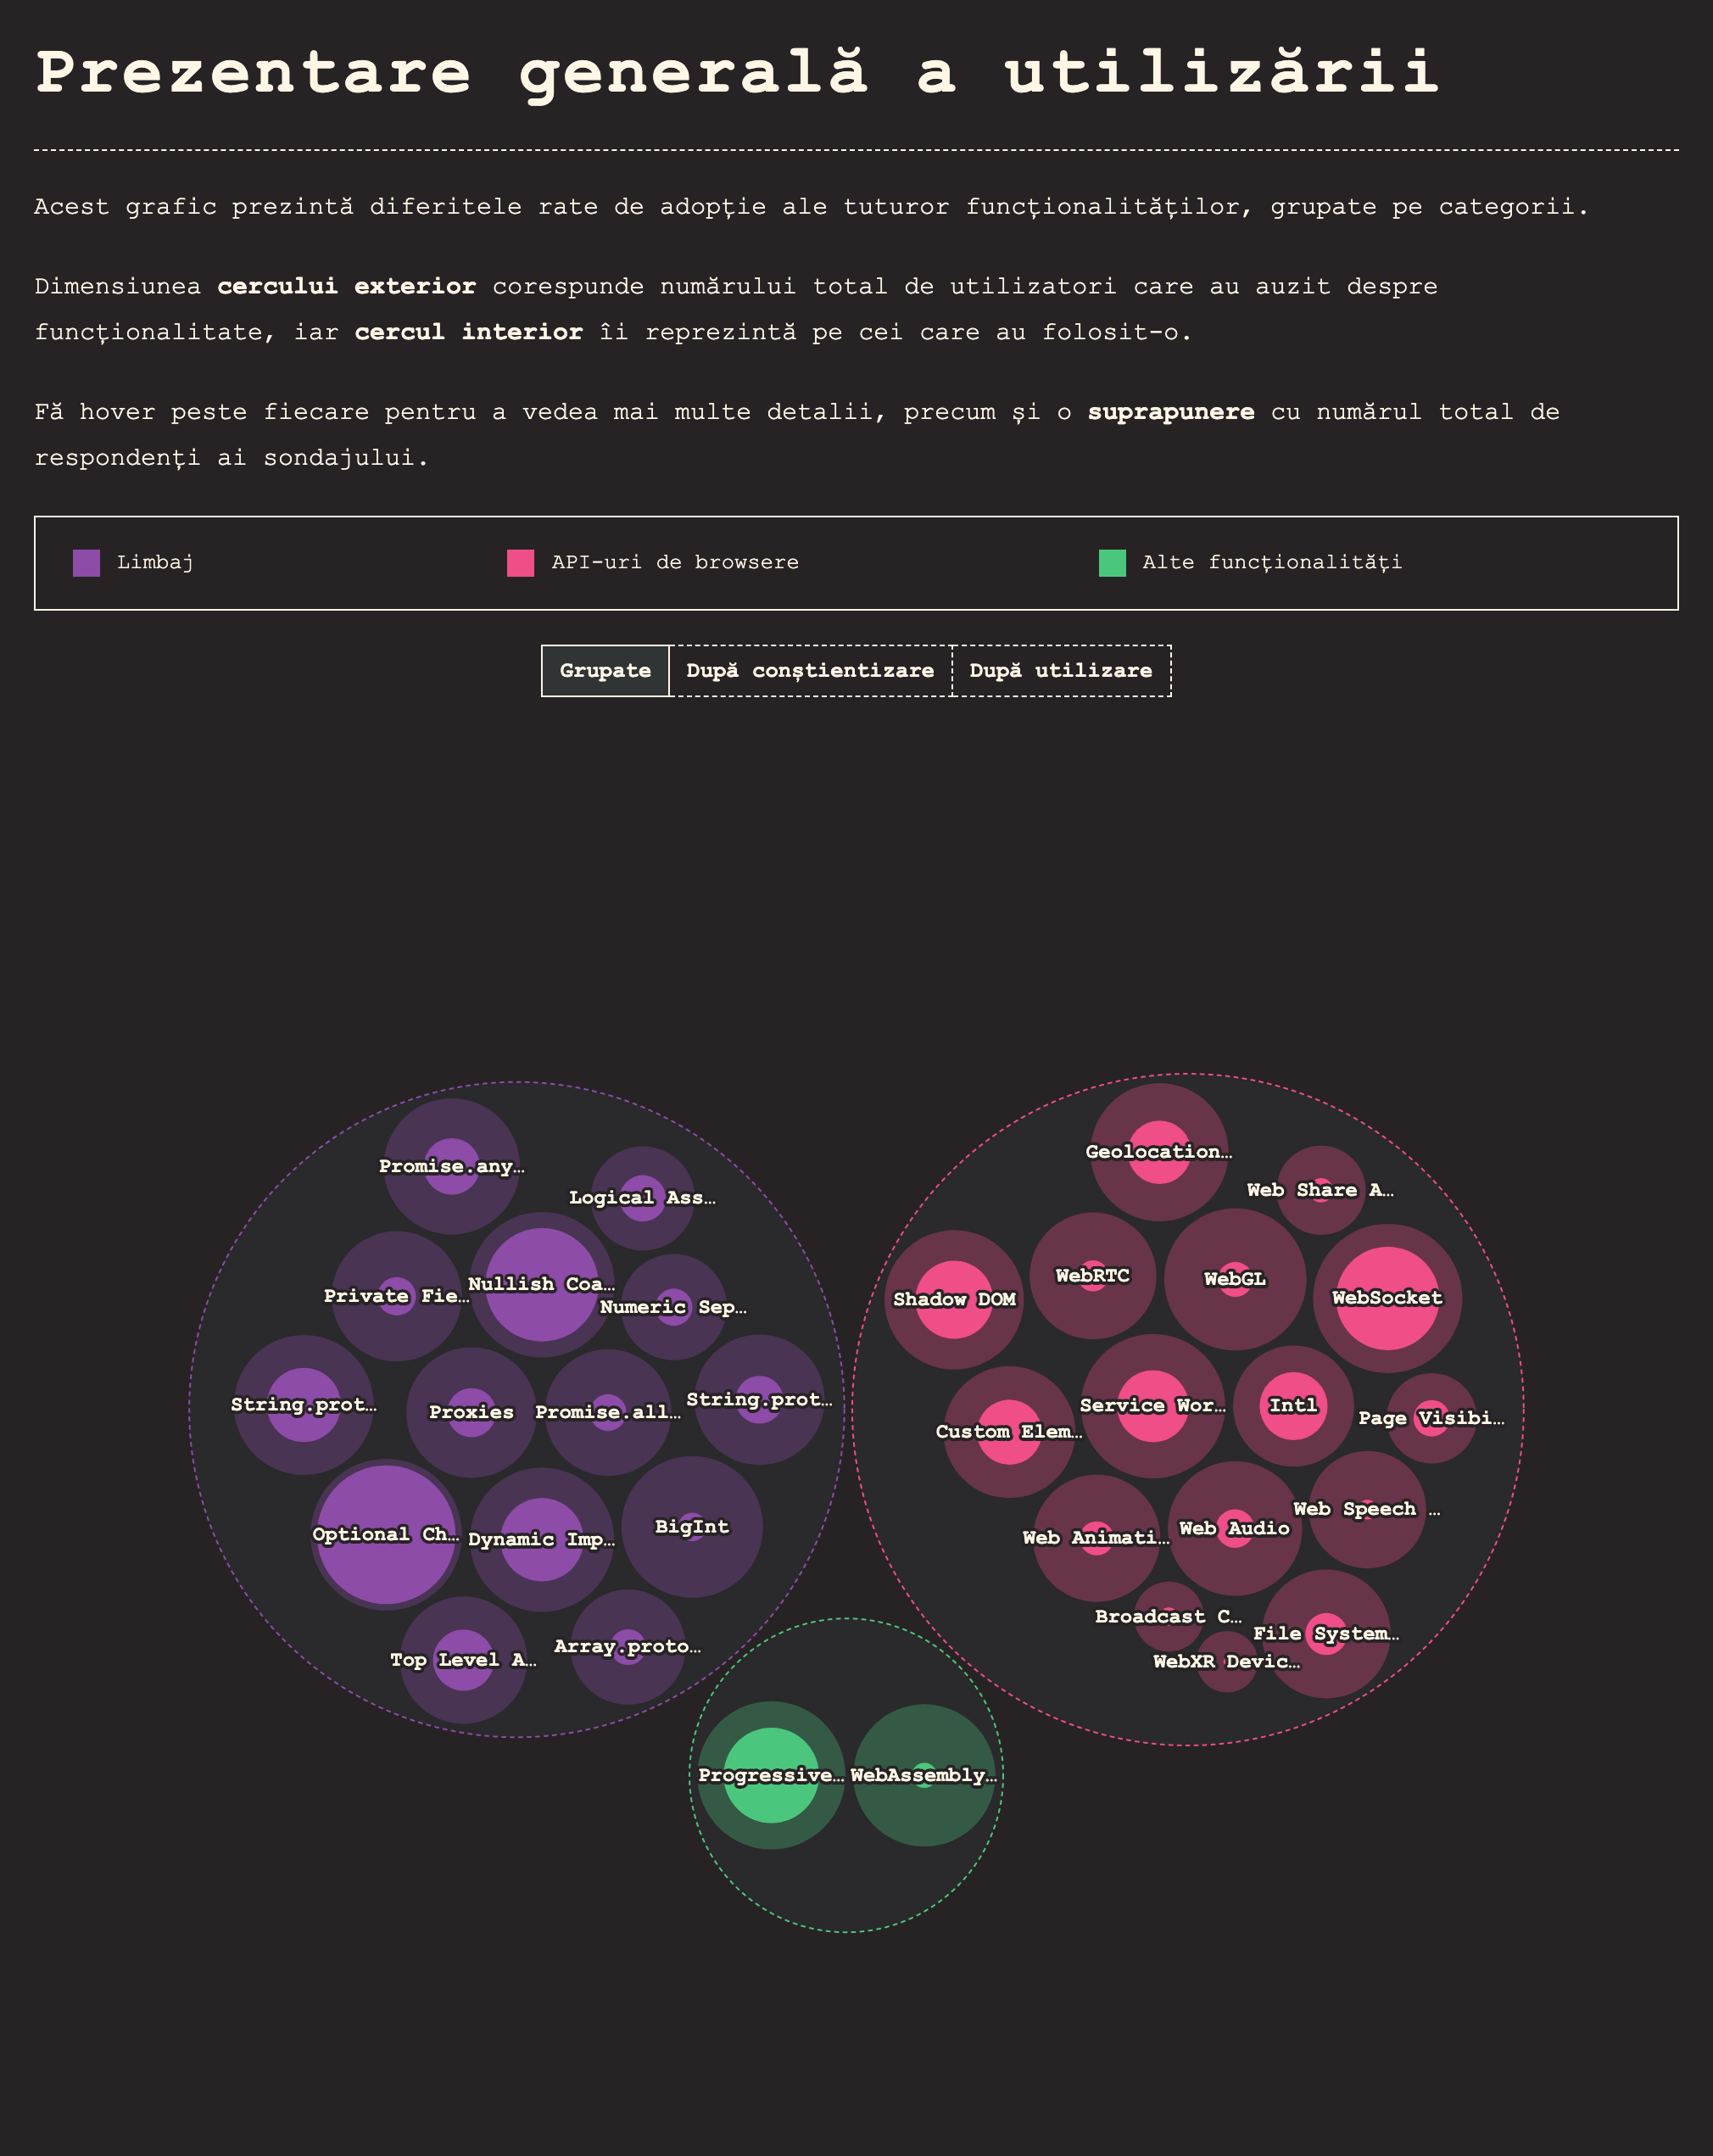 Prezentare generală a utilizării
Acest grafic prezintă diferitele rate de adopție ale tuturor funcționalităților, grupate pe categorii.
Dimensiunea cercului exterior corespunde numărului total de utilizatori care au auzit despre
funcționalitate, iar cercul interior îi reprezintă pe cei care au folosit-o.
Fă hover peste fiecare pentru a vedea mai multe detalii, precum și o suprapunere cu numărul total de
respondenți ai sondajului.
Limbaj
API-uri de browsere
Alte funcționalități
Grupate
După conștientizare
După utilizare
Promise.any…
Logical Ass…
Private Fie…
Nullish Coa…
Numeric Sep…
String.prot…
Proxies
Promise.all…
String.prot…
Optional Ch…
Dynamic Imp…
BigInt
Top Level A…
Array.proto…
Geolocation…
Web Share A…
Shadow DOM
WebRTC
WebGL
WebSocket
Custom Elem…
Service Wor…
Intl
Page Visibi…
Web Animati…
Web Audio
Web Speech …
Broadcast C…
File System…
WebXR Devic…
Progressive…
WebAssembly…